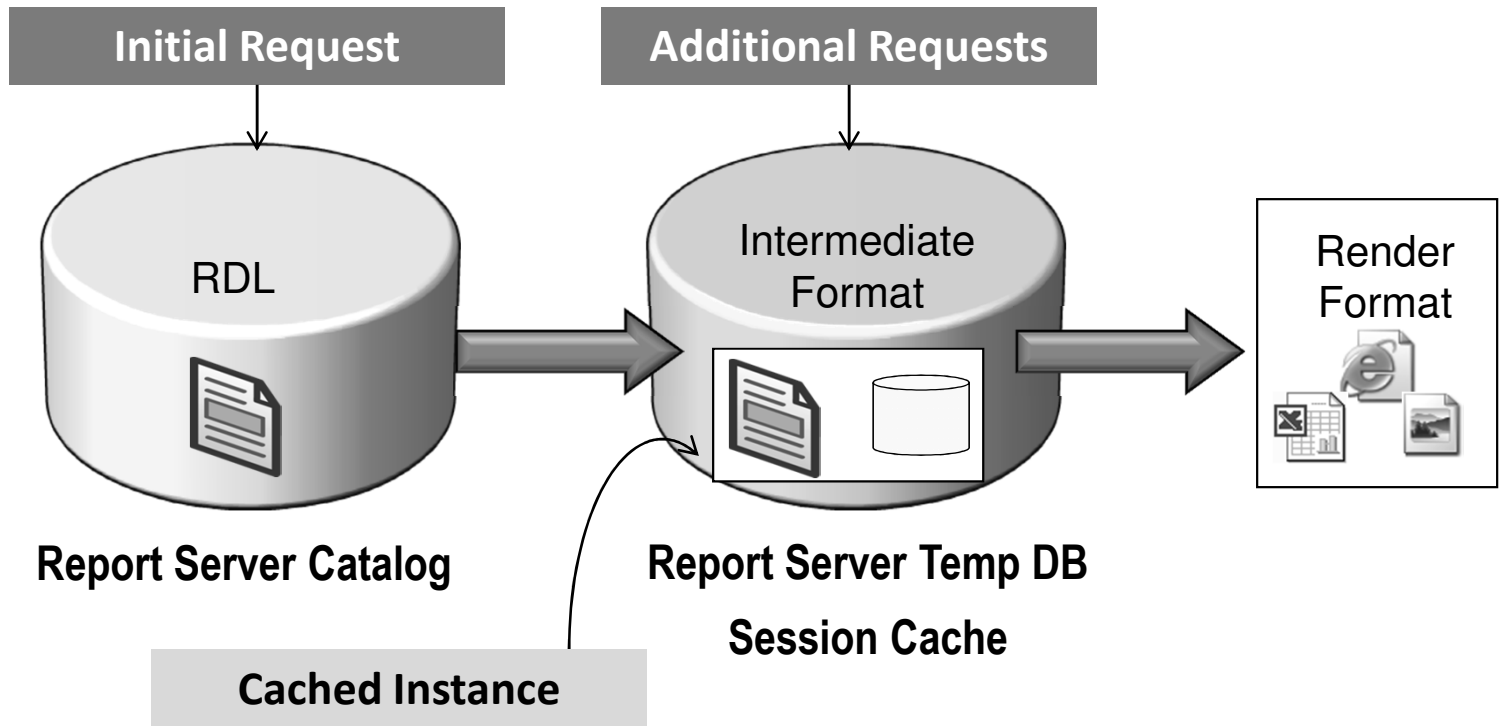 Initial Request
Additional Requests
RDL
Intermediate
Format
Render
Format
Report Server Catalog
Report Server Temp DB
Session Cache
Cached Instance